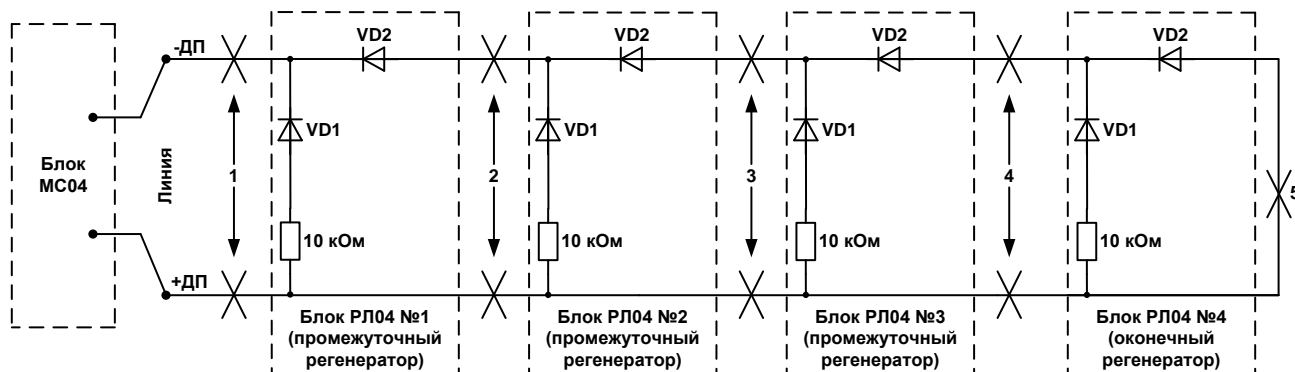 -ДП
VD2
VD2
VD2
VD2
VD1
VD1
VD1
VD1
Блок
МС04
Линия
1
2
3
4
5
10 кОм
10 кОм
10 кОм
10 кОм
+ДП
Блок РЛ04 №1
(промежуточный
регенератор)
Блок РЛ04 №2
(промежуточный
регенератор)
Блок РЛ04 №3
(промежуточный
регенератор)
Блок РЛ04 №4
(оконечный
регенератор)